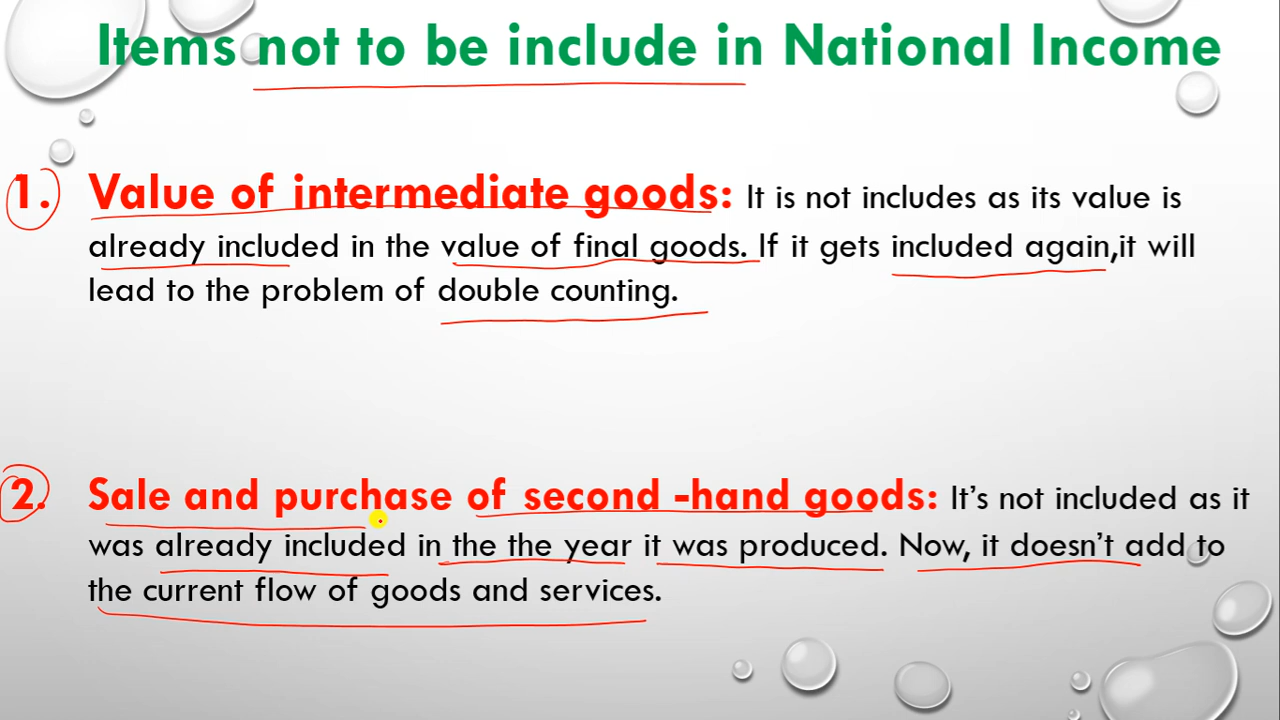 Items not to be include in National Income
1. Value of intermediate goods: It is not includes as its value is
already included in the value of final goods. If it gets included again,it will
lead to the problem of double counting.
2. Sale and purchase of second -hand goods: It's not included as it
was already included in the the year it was produced. Now, it doesn't add to
the current flow of goods and services.